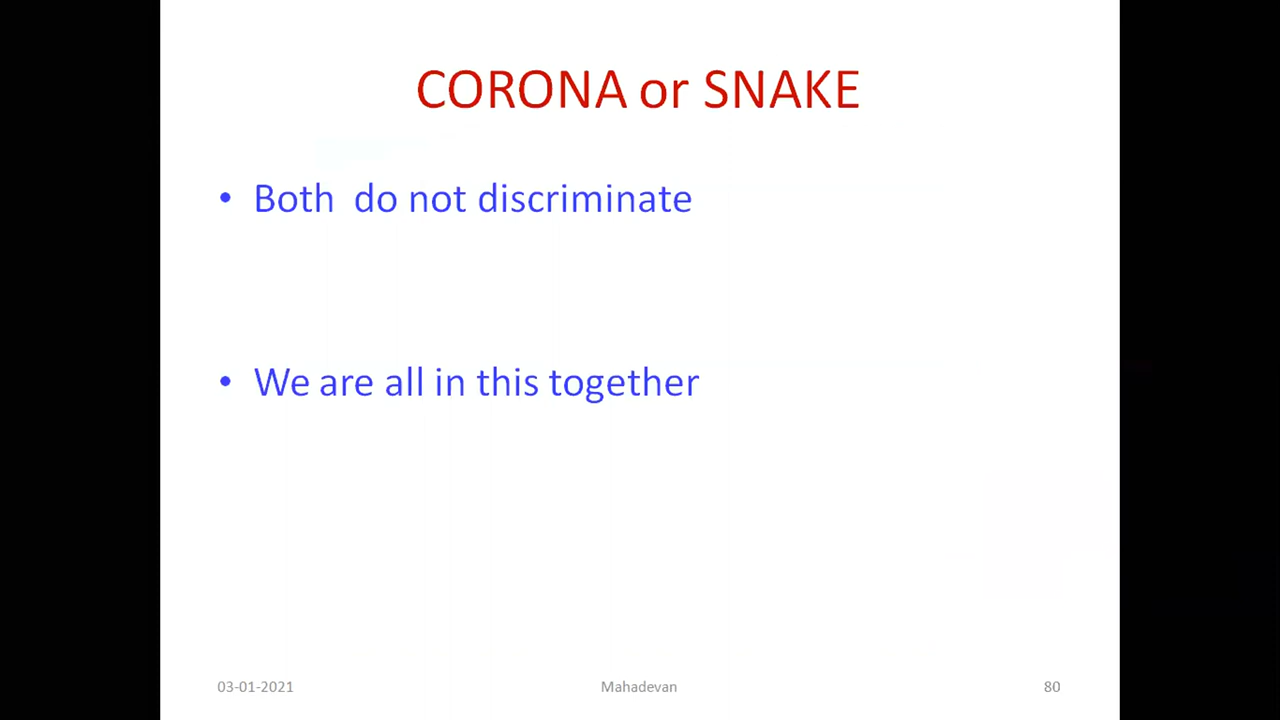 CORONA or SNAKE
• Both do not discriminate
• We are all in this together
03-01-2021 Mahadevan 80